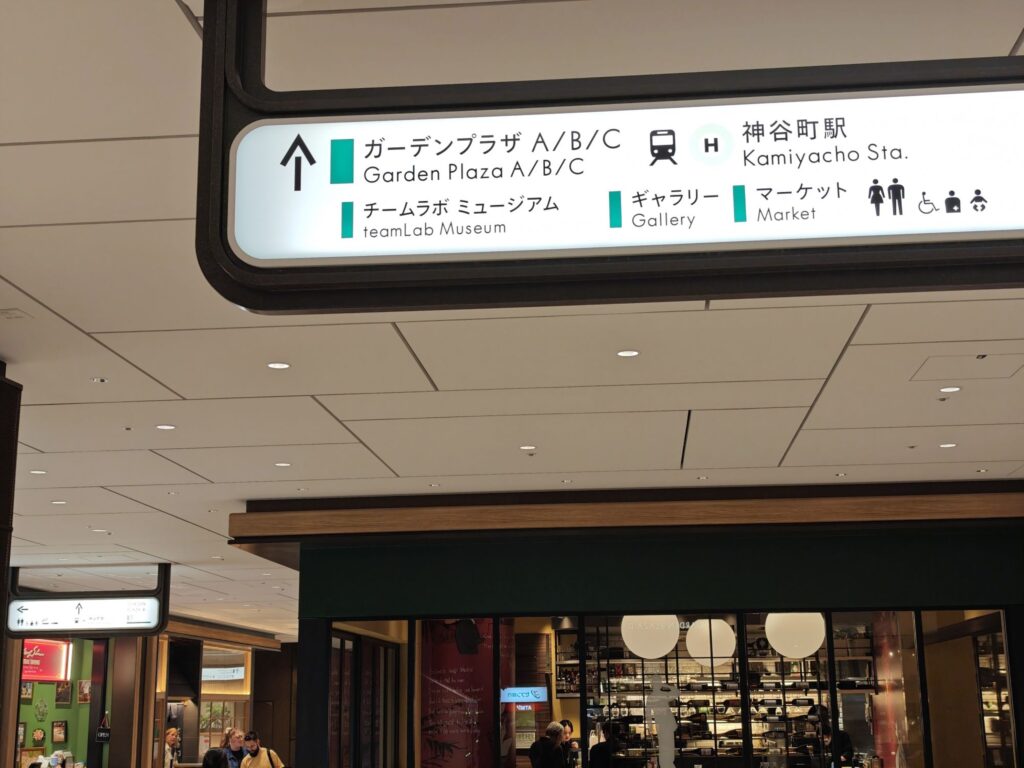 ガーデンプラザ A/B/C
Garden Plaza A/B/C
H
神谷町駅
Kamiyacho Sta.
チームラボ ミュージアム
teamLab Museum
ギャラリー
Gallery
マーケット
Market
OPEN